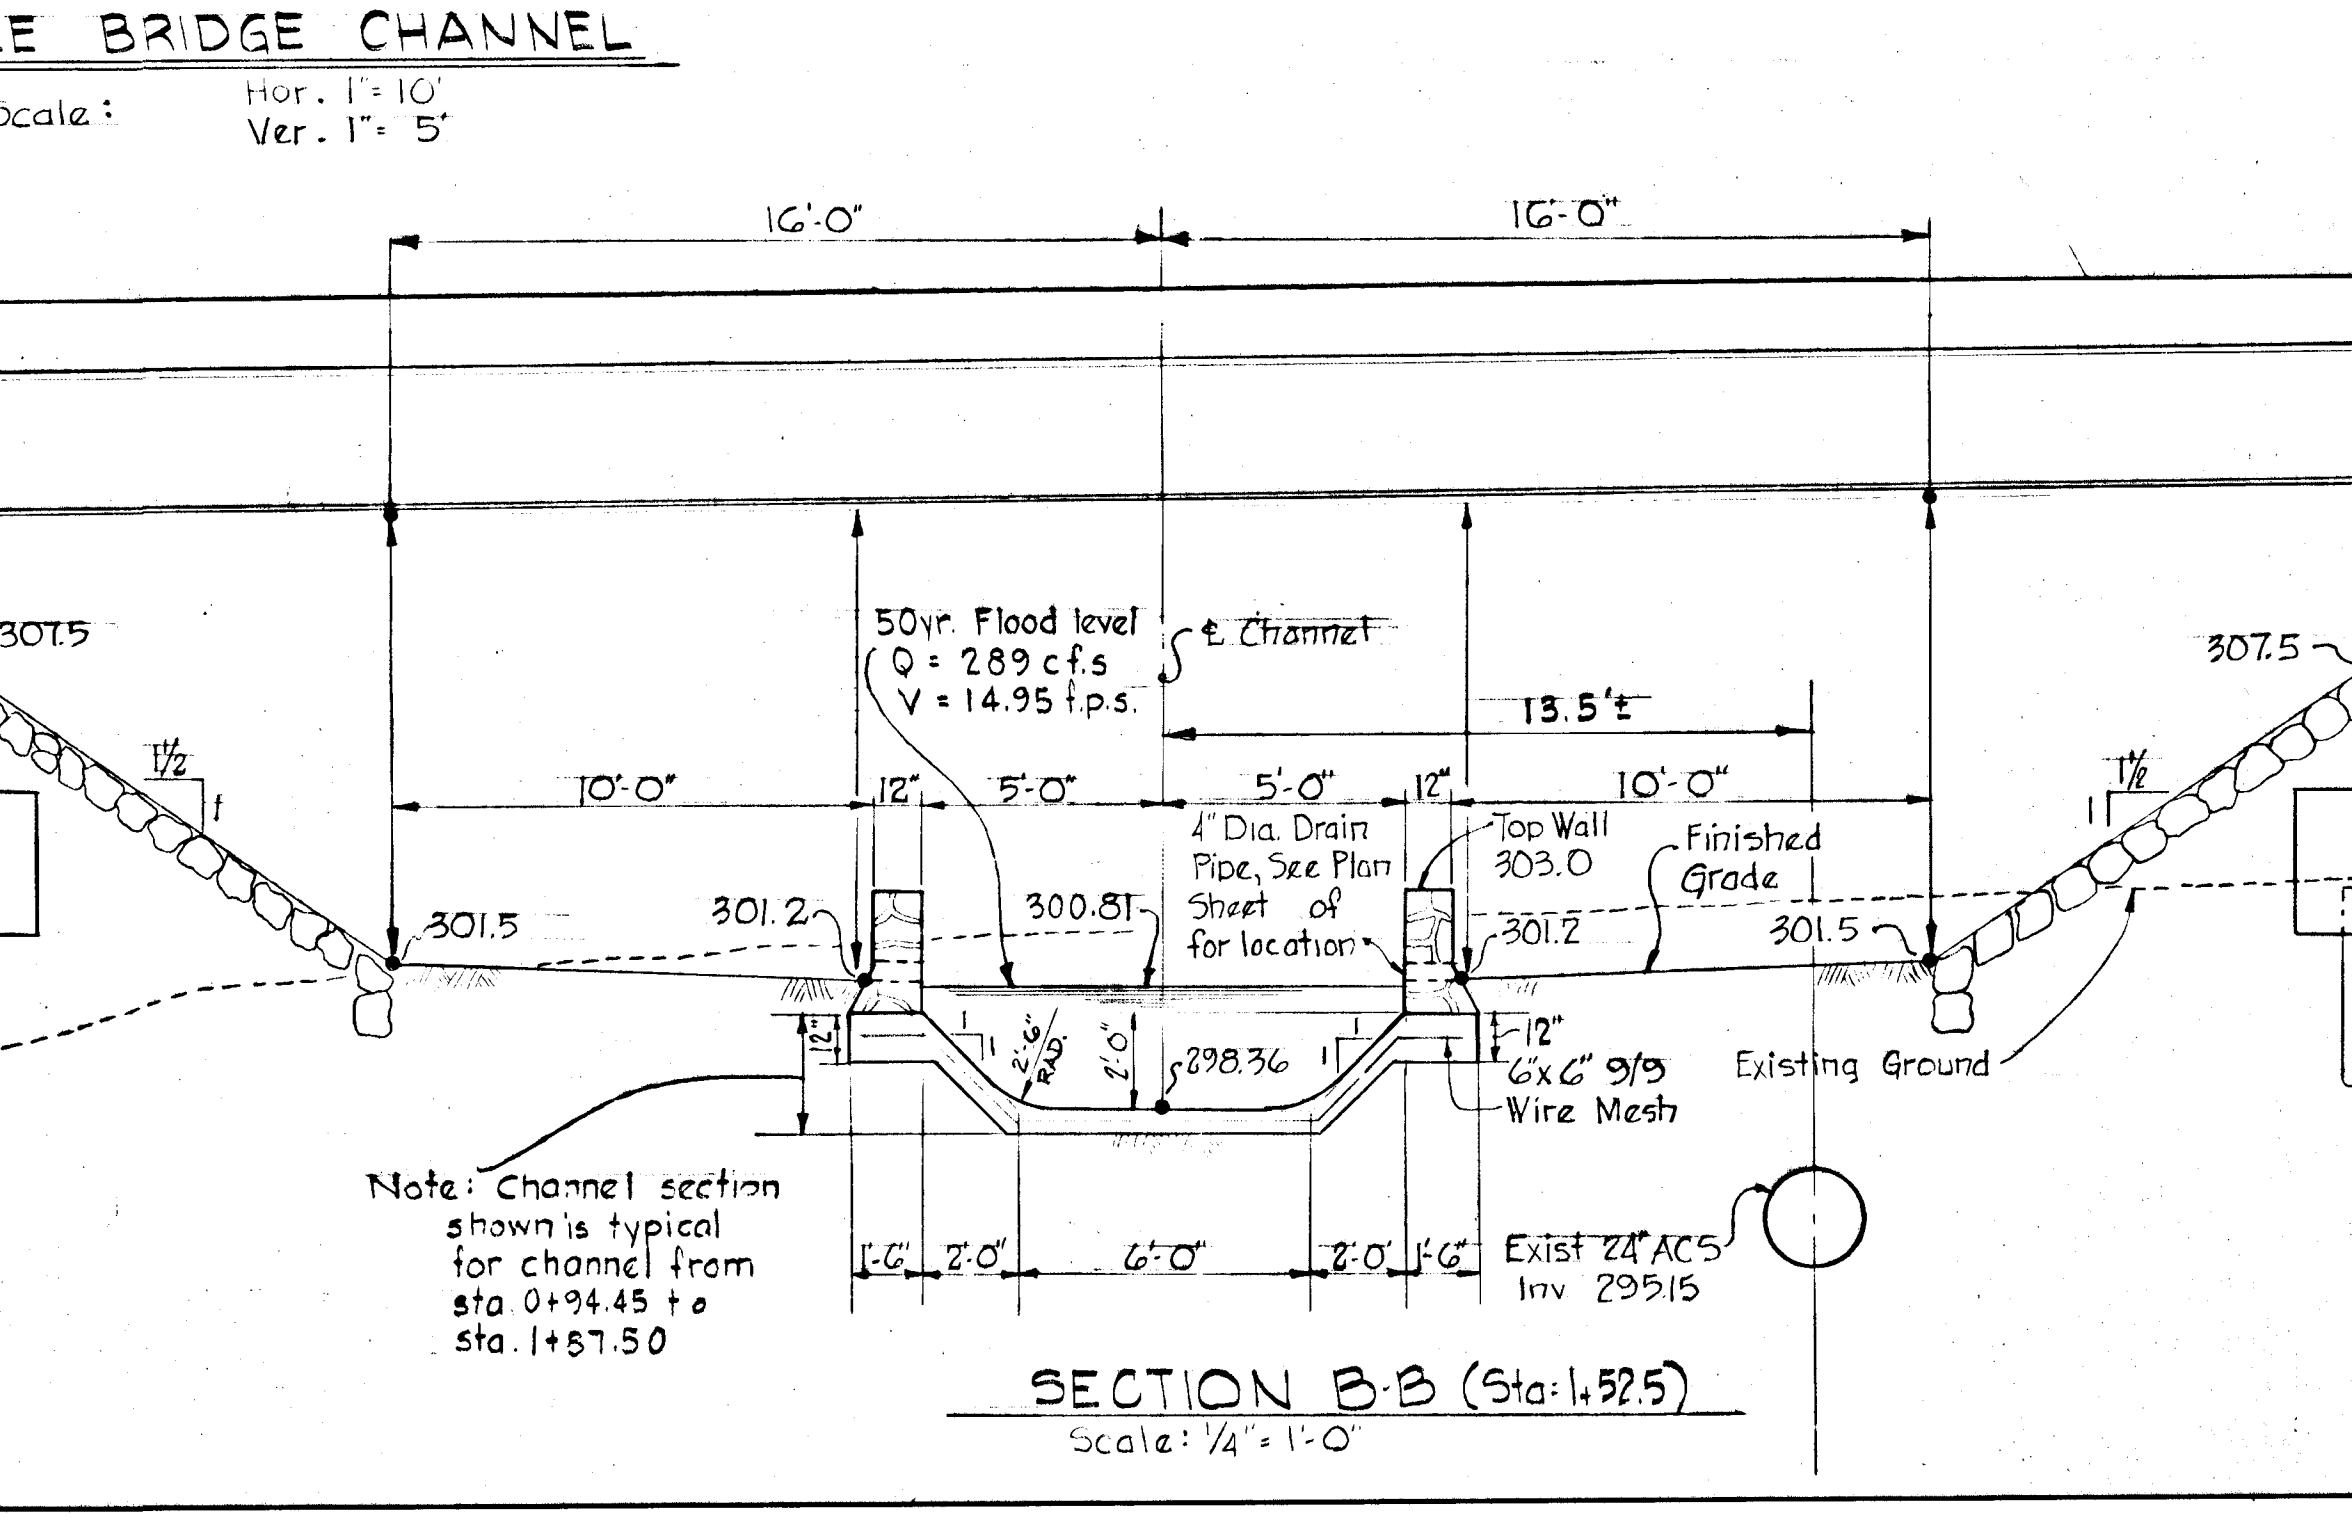 BRIDGE CHANNEL
Scale:
Hor. 1"=10'
Ver. 1"= 5'
16'-0"
16'-0"
307.5
50yr. Flood level
Q = 289 c f.s
V = 14.95 f.p.s.
℄ Channel
307.5
13.5'±
1½
1
10'-0"
12"
5'-0"
5'-0"
12"
10'-0"
1½
1
4" Dia. Drain
Pipe, See Plan
Sheet of
for location
Top Wall
303.0
Finished
Grade
301.5
301.2
300.81
301.2
301.5
12"
1
1
2'-6"
RAD.
2'-0"
298.36
1
1
12"
6"x6" 9/9
Wire Mesh
Existing Ground
Note: Channel section
shown is typical
for channel from
sta. 0+94.45 to
sta. 1+87.50
1'-6"
2'-0"
6'-0"
2'-0"
1'-6"
Exist 24" ACS
Inv 295.15
SECTION B-B (Sta: 1+52.5)
Scale: ¼"= 1'-0"